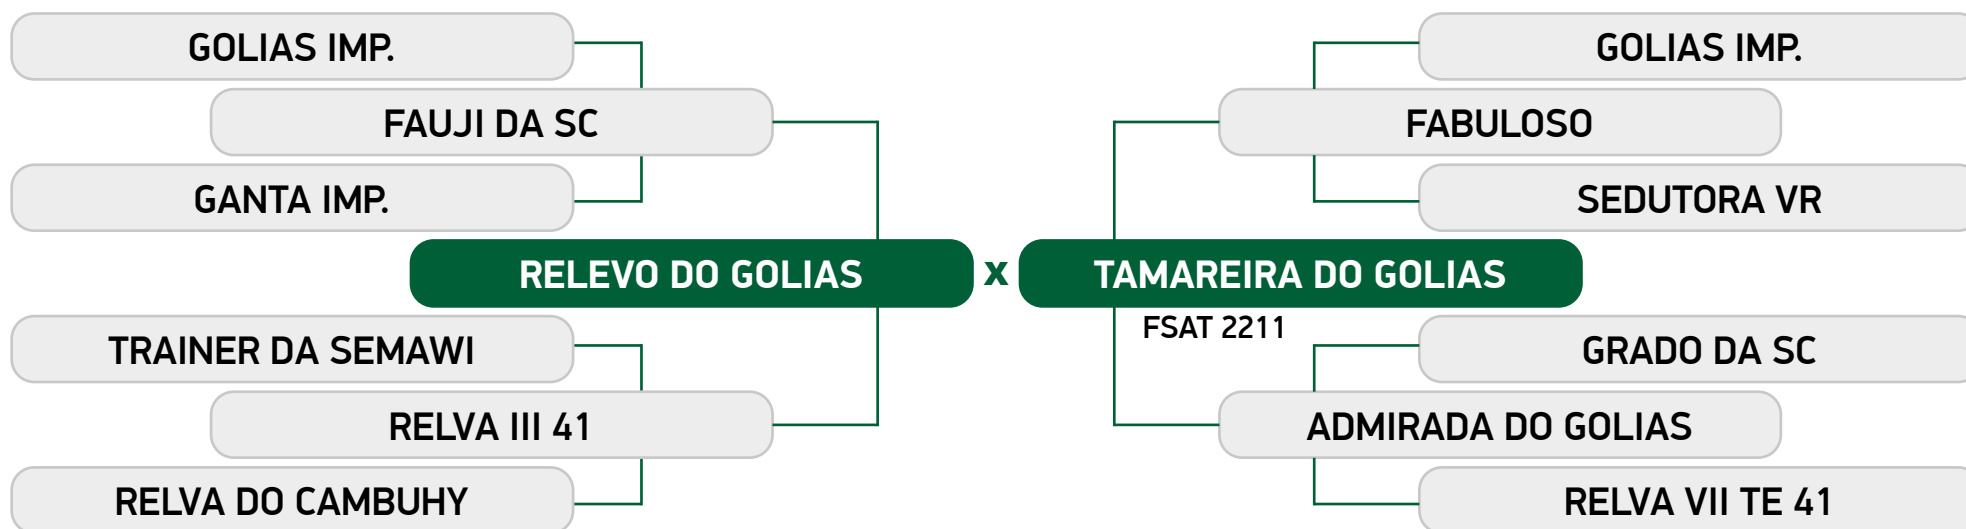 GOLIAS IMP.
GOLIAS IMP.
FAUJI DA SC
FABULOSO
GANTA IMP.
SEDUTORA VR
RELEVO DO GOLIAS x TAMAREIRA DO GOLIAS
FSAT 2211
TRAINER DA SEMAWI
GRADO DA SC
RELVA III 41
ADMIRADA DO GOLIAS
RELVA DO CAMBUHY
RELVA VII TE 41